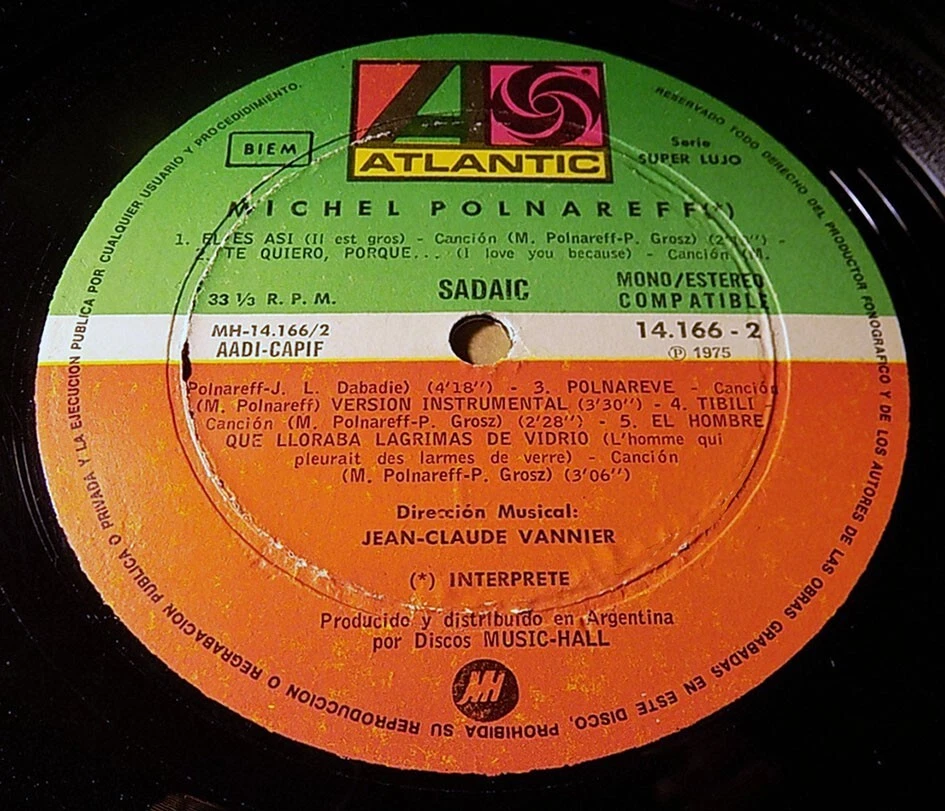 BIEM
ATLANTIC
Serie
SUPER LUJO
MICHEL POLNAREFF(*)
1. EL ES ASI (Il est gros) - Canción (M. Polnareff-P. Grosz) -
2. TE QUIERO, PORQUE... (I love you because) - Canción (M.
33 1/3 R. P. M.
SADAIC
MONO/ESTEREO
COMPATIBLE
MH-14.166/2
AADI-CAPIF
14.166 - 2
Ⓟ 1975
Polnareff-J. L. Dabadie) (4'18'') - 3. POLNAREVE - Canción
(M. Polnareff) VERSION INSTRUMENTAL (3'30'') - 4. TIBILI
Canción (M. Polnareff-P. Grosz) (2'28'') - 5. EL HOMBRE
QUE LLORABA LAGRIMAS DE VIDRIO (L'homme qui
pleurait des larmes de verre) - Canción
(M. Polnareff-P. Grosz) (3'06'')
Dirección Musical:
JEAN-CLAUDE VANNIER
(*) INTERPRETE
Producido y distribuído en Argentina
por Discos MUSIC-HALL
MH
RESERVADO TODO DERECHO DEL PRODUCTOR FONOGRAFICO Y DE LOS AUTORES DE LAS OBRAS GRABADAS EN ESTE DISCO, PROHIBIDA SU REPRODUCCION O REGRABACION PUBLICA O PRIVADA Y LA EJECUCION PUBLICA POR CUALQUIER USUARIO Y PROCEDIMIENTO.